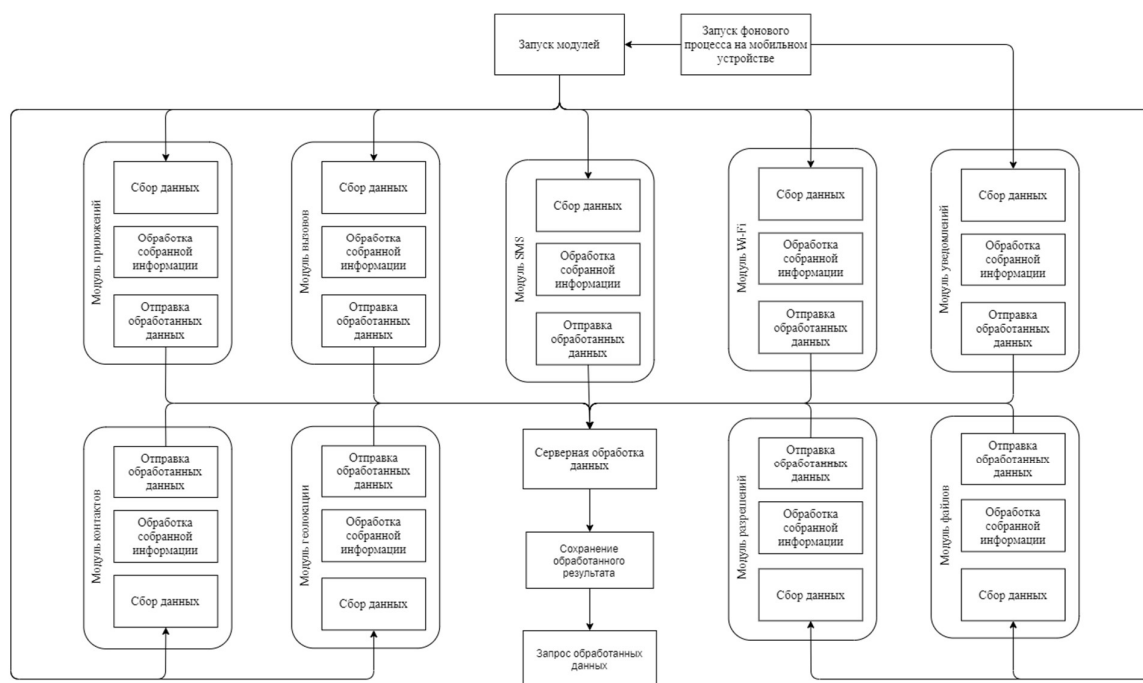 Запуск модулей
Запуск фонового
процесса на мобильном
устройстве
Модуль приложений
Сбор данных
Обработка
собранной
информации
Отправка
обработанных
данных
Модуль вызовов
Сбор данных
Обработка
собранной
информации
Отправка
обработанных
данных
Модуль SMS
Сбор данных
Обработка
собранной
информации
Отправка
обработанных
данных
Модуль Wi-Fi
Сбор данных
Обработка
собранной
информации
Отправка
обработанных
данных
Модуль уведомлений
Сбор данных
Обработка
собранной
информации
Отправка
обработанных
данных
Модуль контактов
Отправка
обработанных
данных
Обработка
собранной
информации
Сбор данных
Модуль геолокации
Отправка
обработанных
данных
Обработка
собранной
информации
Сбор данных
Серверная обработка
данных
Сохранение
обработанного
результата
Запрос обработанных
данных
Модуль разрешений
Отправка
обработанных
данных
Обработка
собранной
информации
Сбор данных
Модуль файлов
Отправка
обработанных
данных
Обработка
собранной
информации
Сбор данных